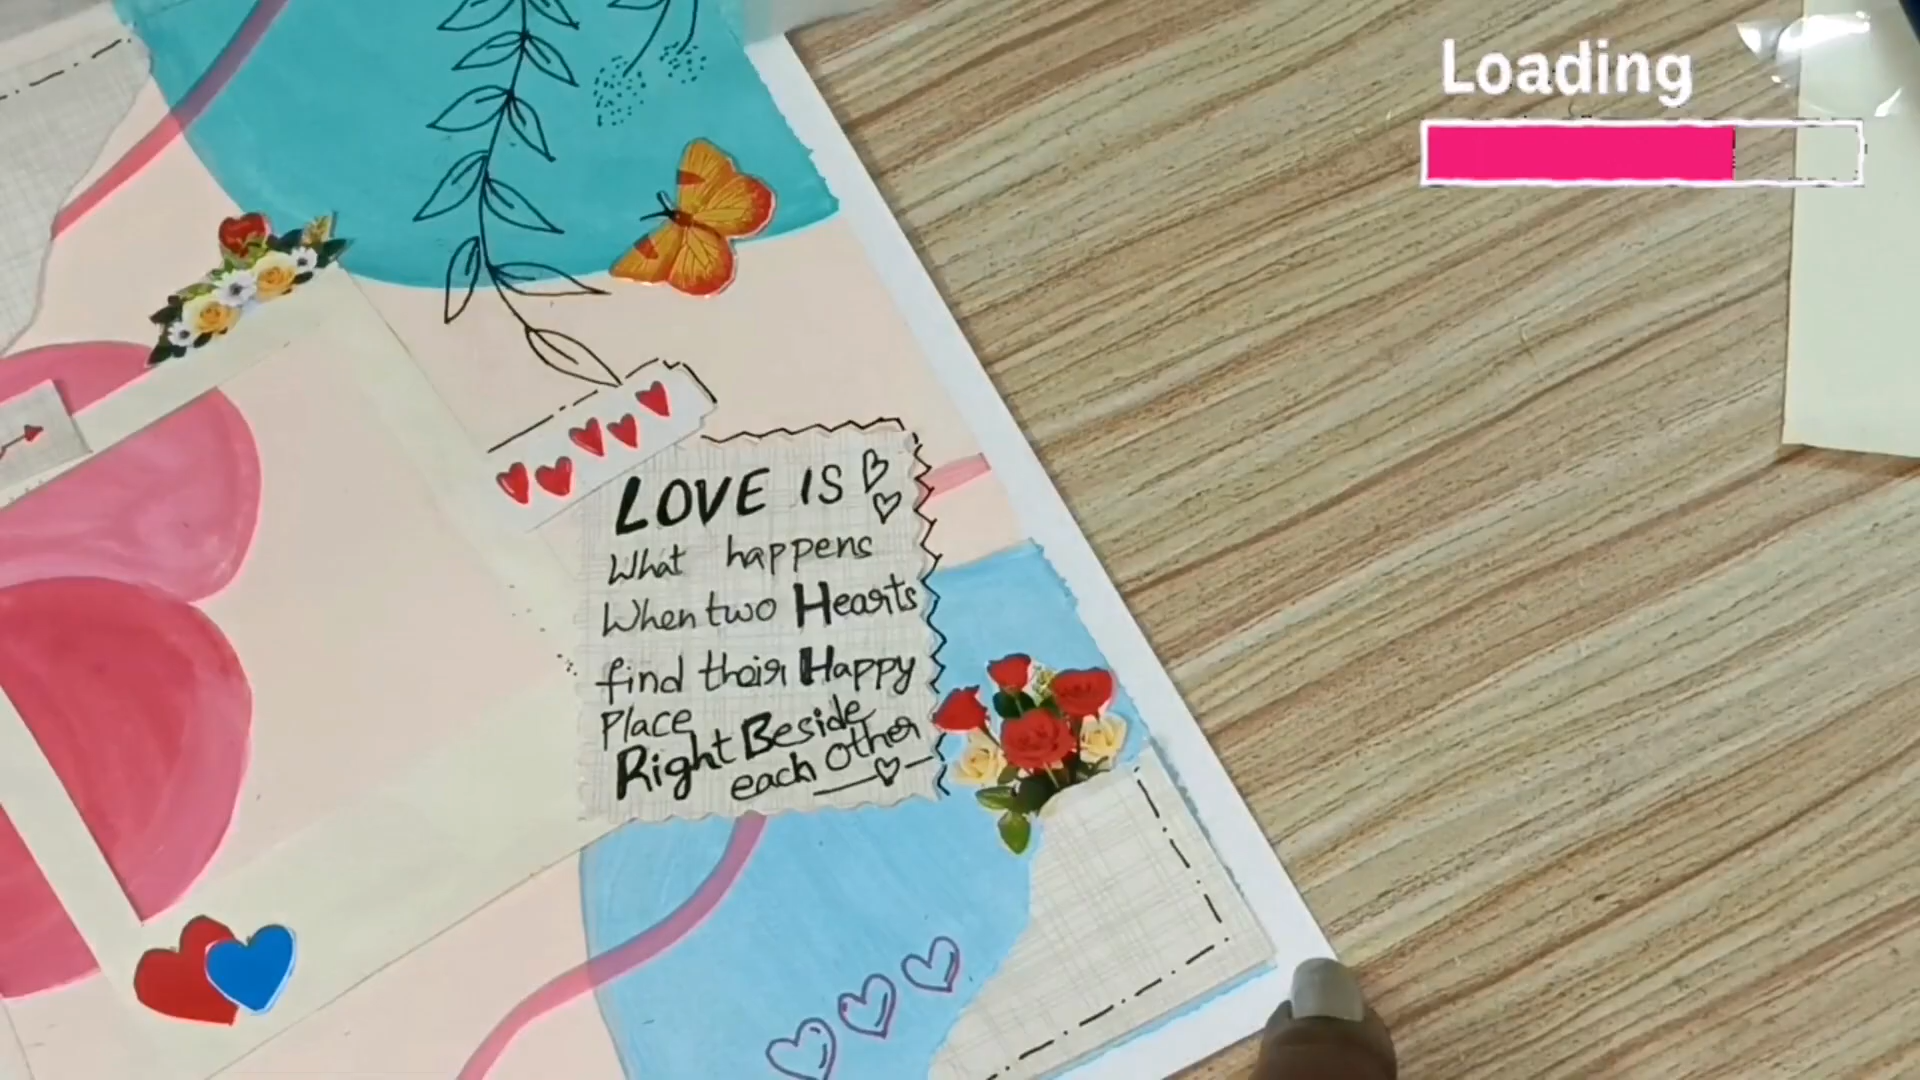 Loading
LOVE IS
What happens
When two Hearts
find their Happy
Place
Right Beside
each other